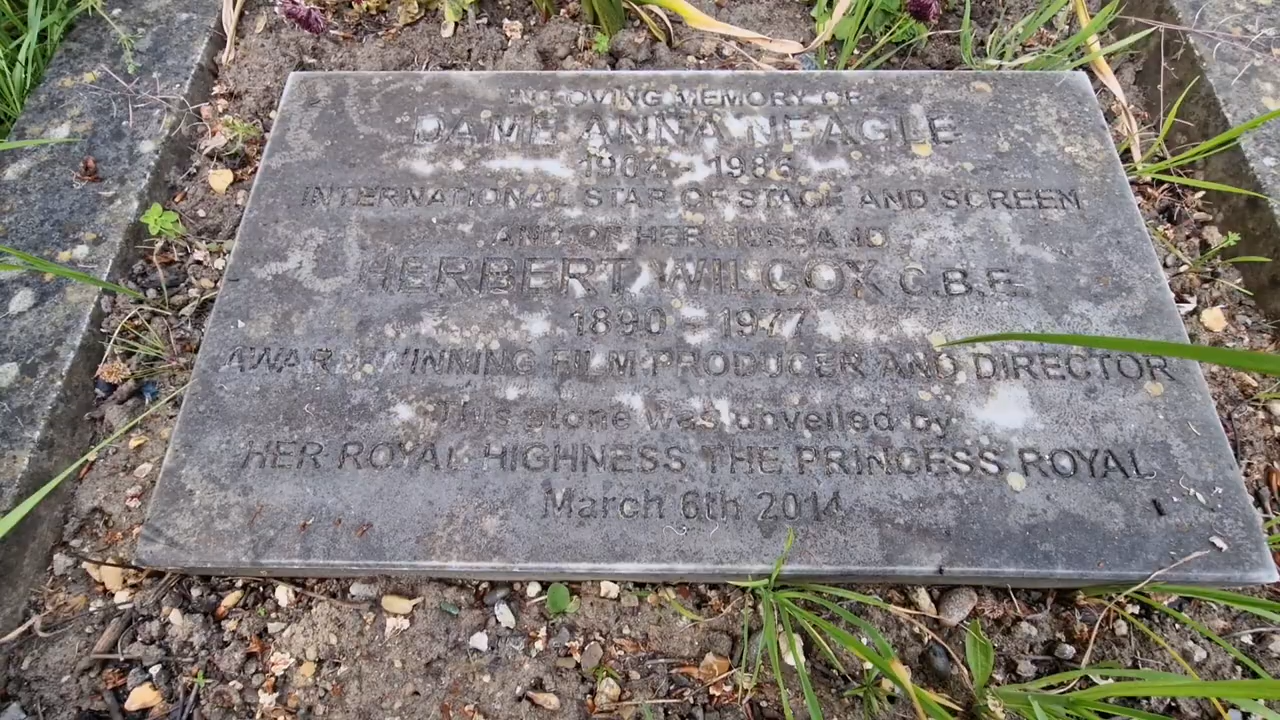 IN LOVING MEMORY OF
DAME ANNA NEAGLE
1904 - 1986
INTERNATIONAL STAR OF STAGE AND SCREEN
AND OF HER HUSBAND
HERBERT WILCOX C.B.E.
1890 - 1977
AWARD WINNING FILM PRODUCER AND DIRECTOR
This stone was unveiled by
HER ROYAL HIGHNESS THE PRINCESS ROYAL
March 6th 2014